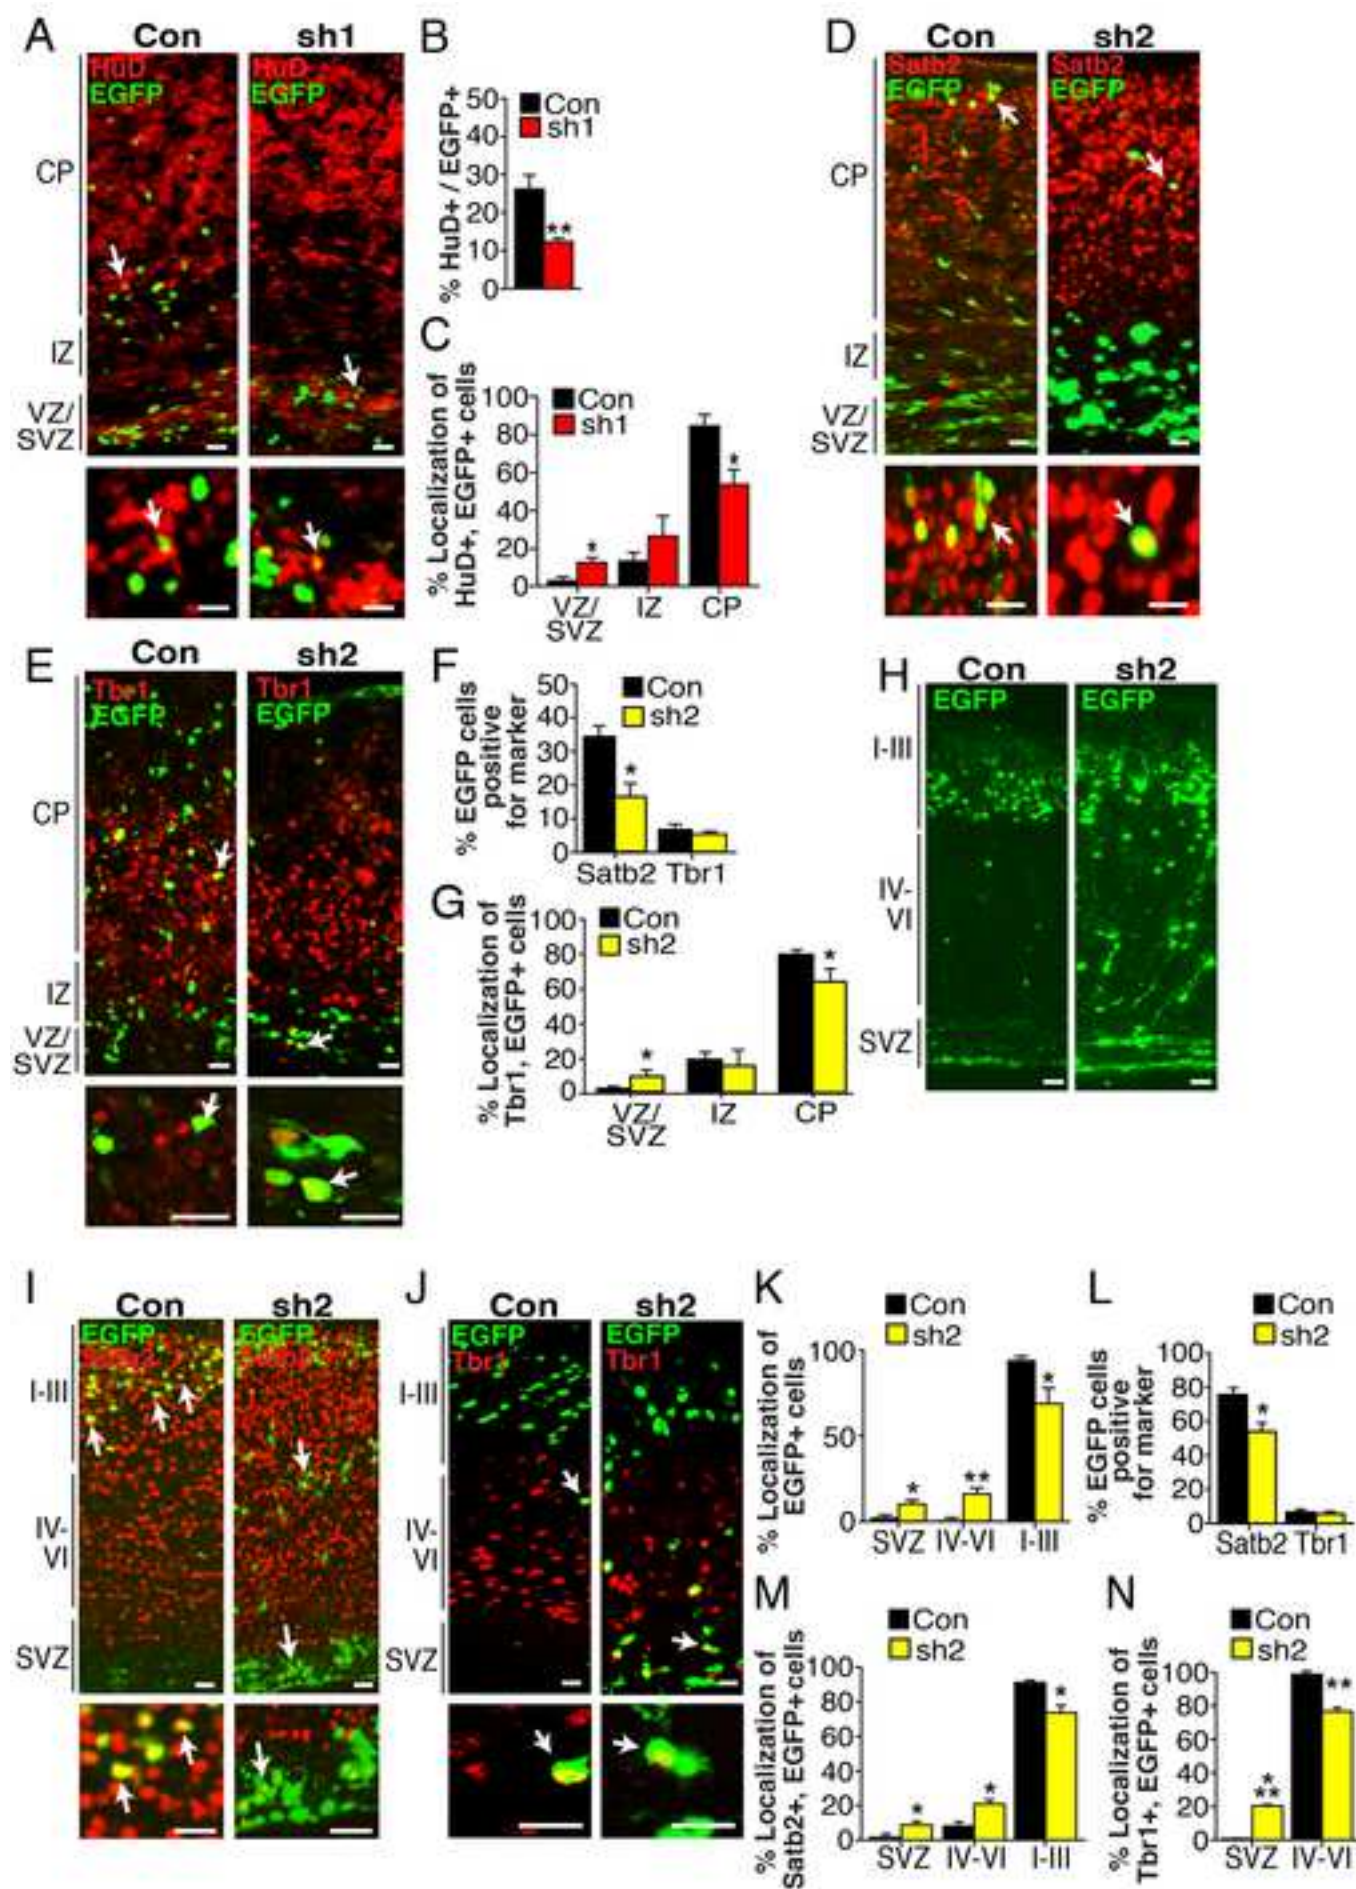 A
Con
sh1
HuD
EGFP
HuD
EGFP
CP
IZ
VZ/
SVZ
B
% HuD+ / EGFP+
50
40
30
20
10
0
Con
sh1
**
C
% Localization of
HuD+, EGFP+ cells
100
80
60
40
20
0
Con
sh1
*
*
VZ/
SVZ
IZ
CP
D
Con
sh2
Satb2
EGFP
Satb2
EGFP
CP
IZ
VZ/
SVZ
E
Con
sh2
Tbr1
EGFP
Tbr1
EGFP
CP
IZ
VZ/
SVZ
F
% EGFP cells
positive
for marker
50
40
30
20
10
0
Con
sh2
*
Satb2 Tbr1
G
% Localization of
Tbr1, EGFP+ cells
100
80
60
40
20
0
Con
sh2
*
*
VZ/
SVZ
IZ
CP
H
Con
sh2
EGFP
EGFP
I-III
IV-
VI
SVZ
I
Con
sh2
EGFP
Satb2
EGFP
Satb2
I-III
IV-
VI
SVZ
J
Con
sh2
EGFP
Tbr1
EGFP
Tbr1
I-III
IV-
VI
SVZ
K
Con
sh2
% Localization of
EGFP+ cells
100
50
0
*
**
*
SVZ IV-VI I-III
L
Con
sh2
% EGFP cells
positive
for marker
100
80
60
40
20
0
*
Satb2 Tbr1
M
Con
sh2
% Localization of
Satb2+, EGFP+cells
100
80
60
40
20
0
*
*
*
SVZ IV-VI I-III
N
Con
sh2
% Localization of
Tbr1+, EGFP+ cells
100
80
60
40
20
0
*
**
**
SVZ IV-VI